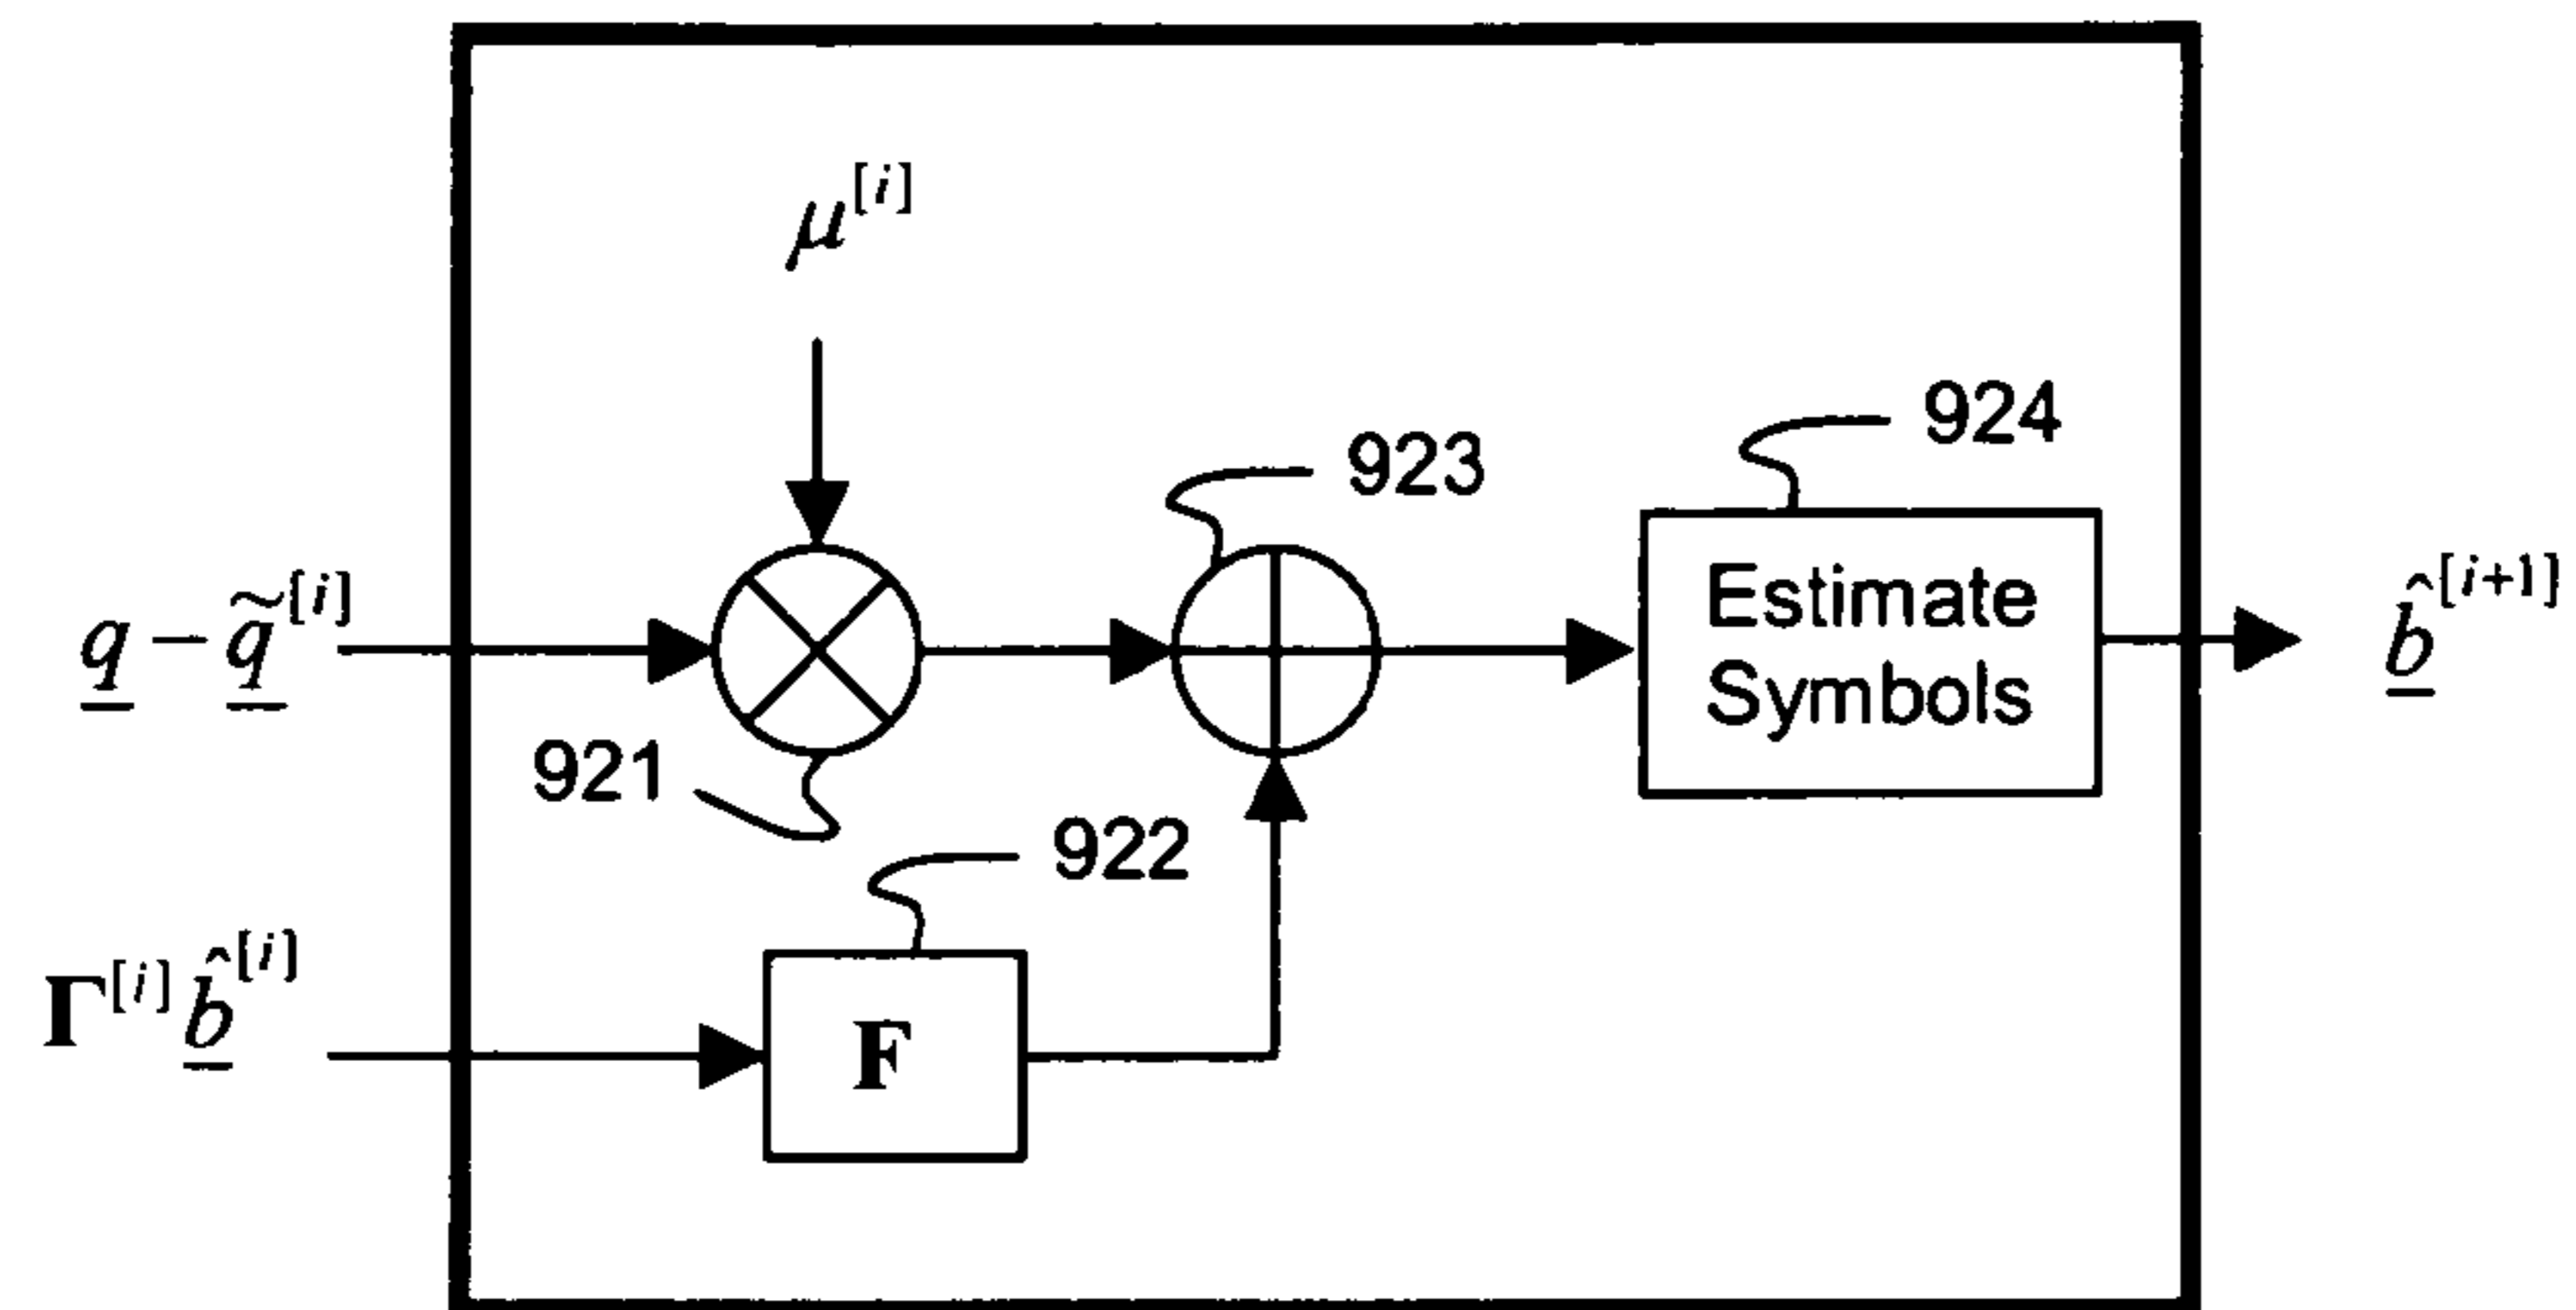 μ^[i]
924
923
Estimate
Symbols
q − q̃^[i]
b̂^[i+1]
921
922
Γ^[i] b̂^[i]
F